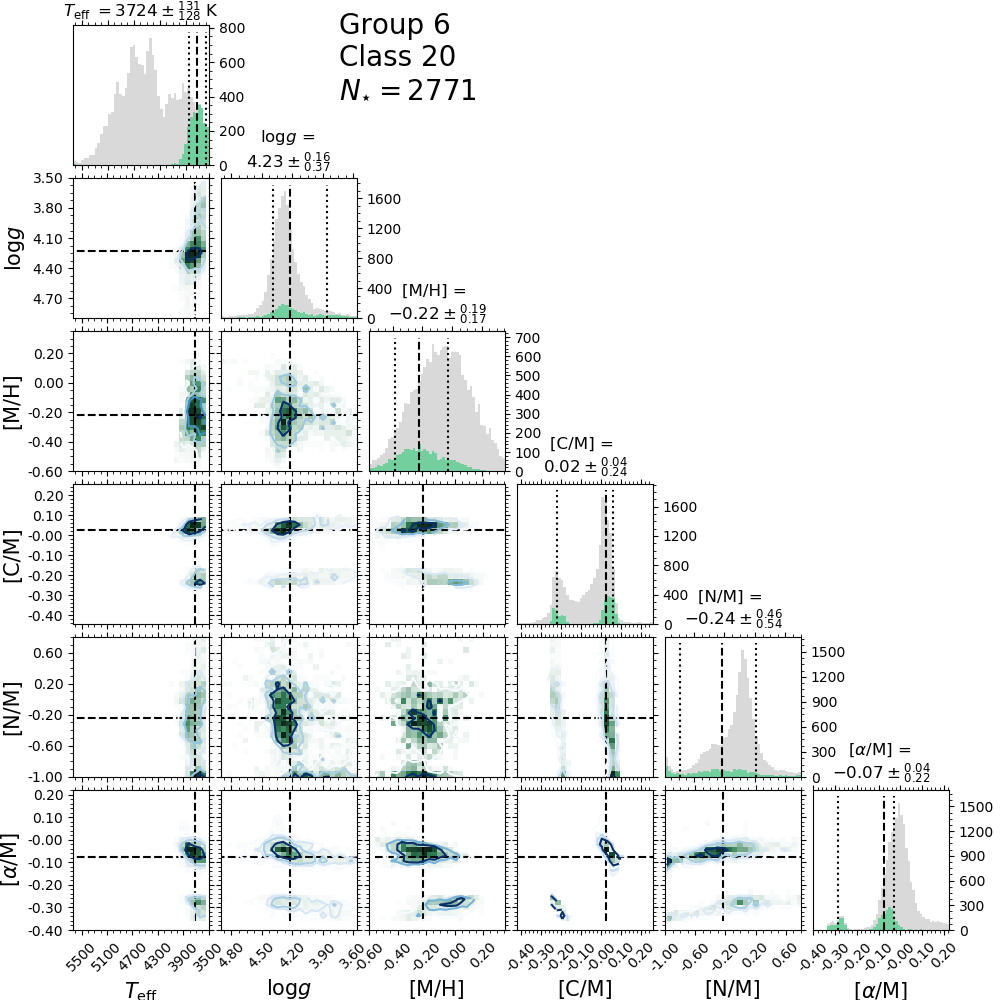 T_eff = 3724 ± 131 128 K
Group 6
Class 20
N⋆ = 2771
800
600
400
200
0
logg =
4.23 ± 0.16 0.37
3.50
3.80
4.10
4.40
4.70
logg
1600
1200
800
400
0
[M/H] =
−0.22 ± 0.19 0.17
0.20
0.00
-0.20
-0.40
-0.60
[M/H]
700
600
500
400
300
200
100
0
[C/M] =
0.02 ± 0.04 0.24
0.10
-0.00
-0.10
-0.20
-0.30
-0.40
[C/M]
1600
1200
800
400
0
[N/M] =
−0.24 ± 0.46 0.54
0.60
0.20
-0.20
-0.60
-1.00
[N/M]
1500
1200
900
600
300
0
[α/M] =
−0.07 ± 0.04 0.22
0.20
0.10
-0.00
-0.10
-0.20
-0.30
-0.40
[α/M]
1500
1200
900
600
300
0
5500 5100 4700 4300 3900 3500
4.80 4.50 4.20 3.90 3.60
-0.60 -0.40 -0.20 0.00 0.20
-0.40 -0.30 -0.20 -0.10 -0.00 0.10 0.20
-1.00 -0.60 -0.20 0.20 0.60
-0.40 -0.30 -0.20 -0.10 -0.00 0.10 0.20
T_eff logg [M/H] [C/M] [N/M] [α/M]